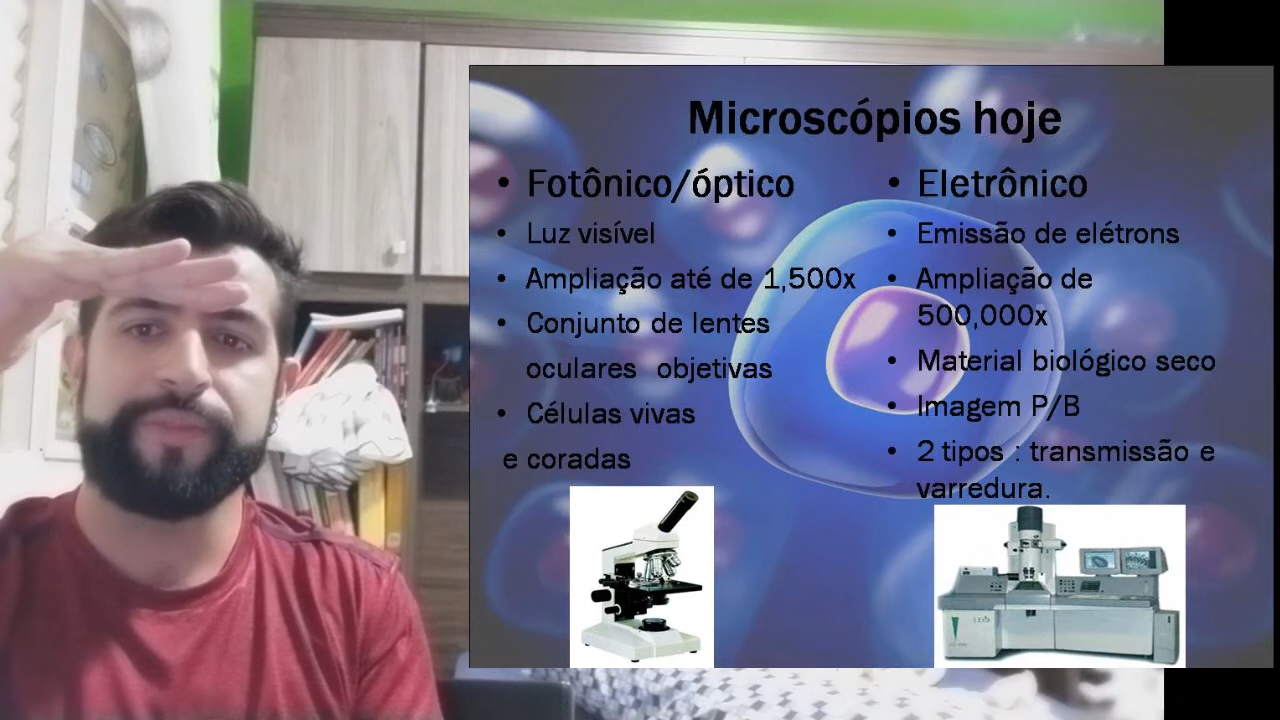 Microscópios hoje
• Fotônico/óptico
• Luz visível
• Ampliação até de 1,500x
• Conjunto de lentes
oculares objetivas
• Células vivas
e coradas
• Eletrônico
• Emissão de elétrons
• Ampliação de
500,000x
• Material biológico seco
• Imagem P/B
• 2 tipos : transmissão e
varredura.